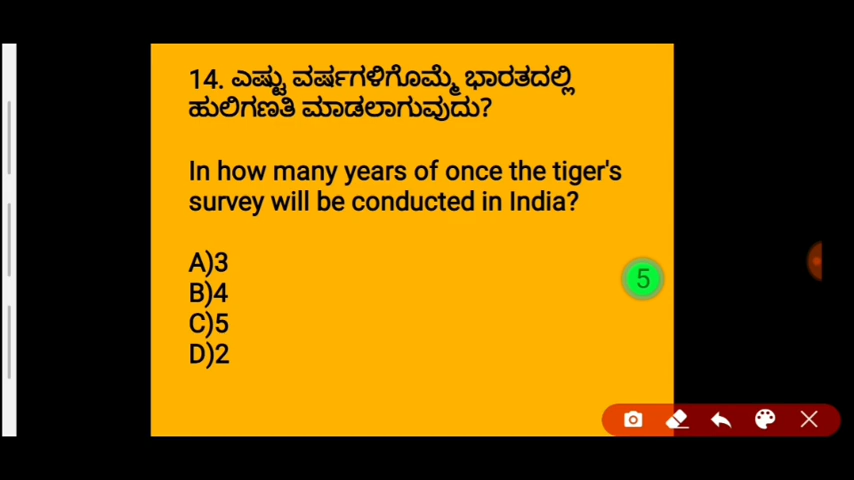 14. ಎಷ್ಟು ವರ್ಷಗಳಿಗೊಮ್ಮೆ ಭಾರತದಲ್ಲಿ
ಹುಲಿಗಣತಿ ಮಾಡಲಾಗುವುದು?
In how many years of once the tiger's
survey will be conducted in India?
A)3
5
B)4
C)5
D)2